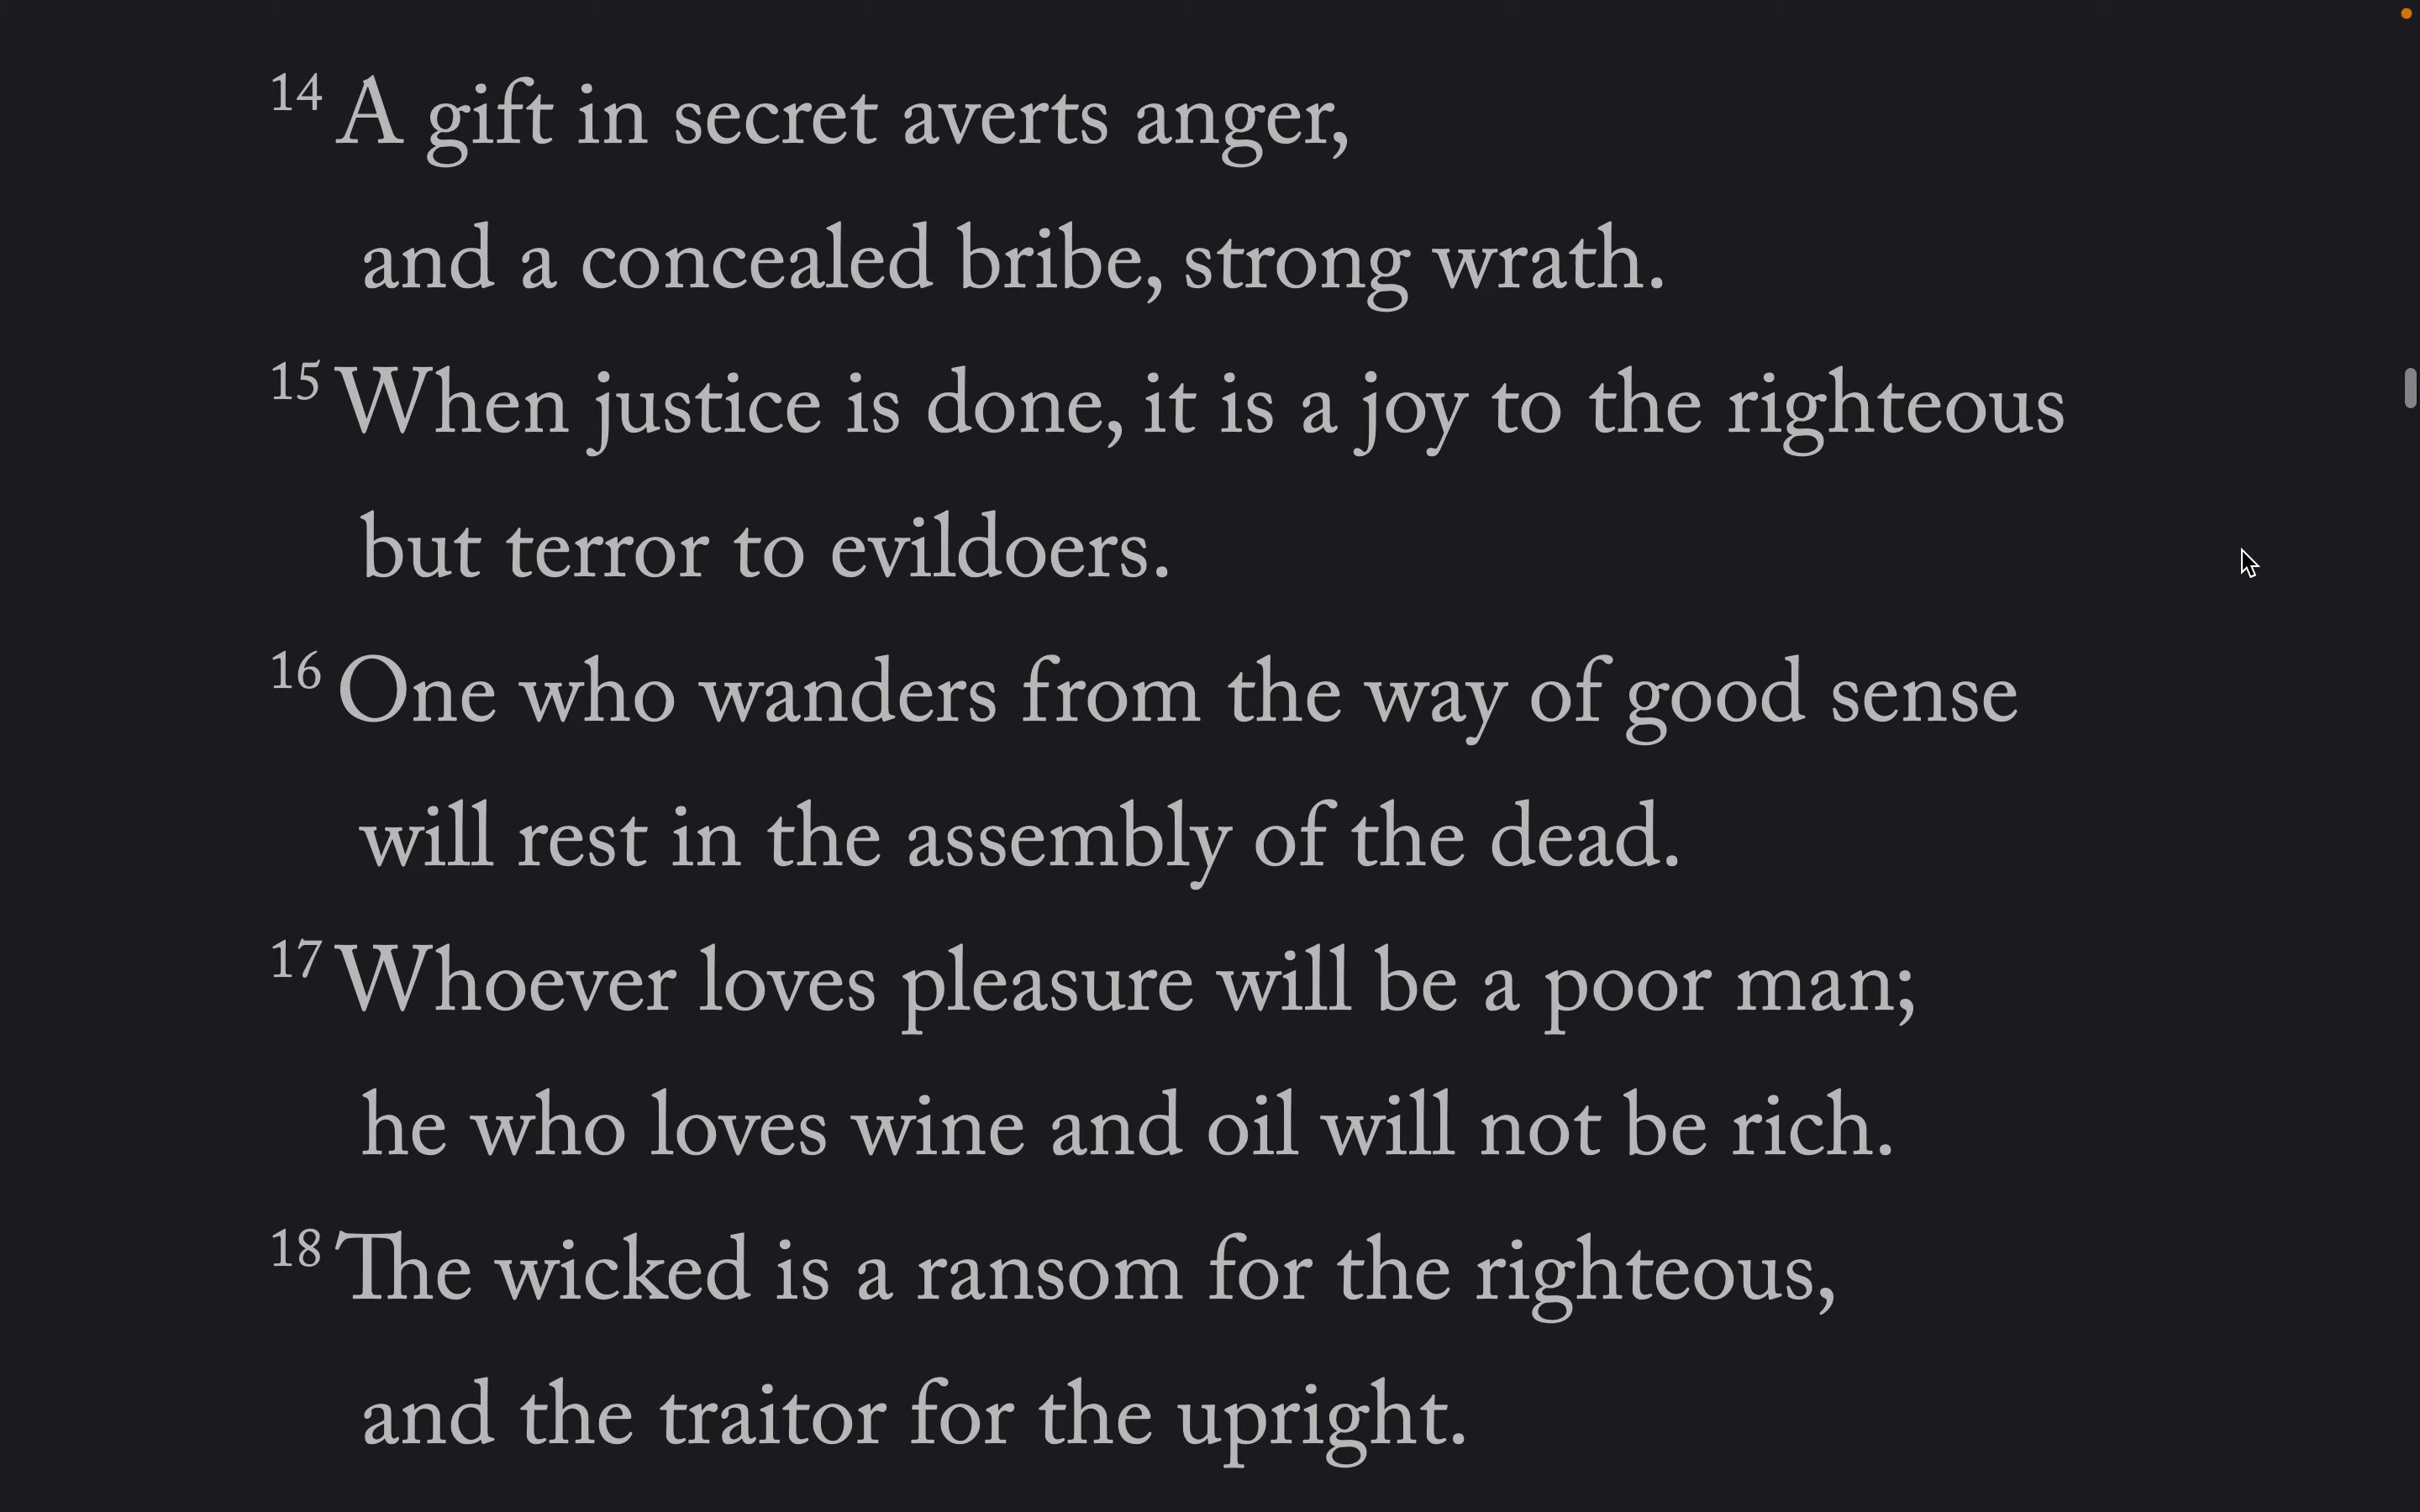 14 A gift in secret averts anger,
and a concealed bribe, strong wrath.
15 When justice is done, it is a joy to the righteous
but terror to evildoers.
16 One who wanders from the way of good sense
will rest in the assembly of the dead.
17 Whoever loves pleasure will be a poor man;
he who loves wine and oil will not be rich.
18 The wicked is a ransom for the righteous,
and the traitor for the upright.